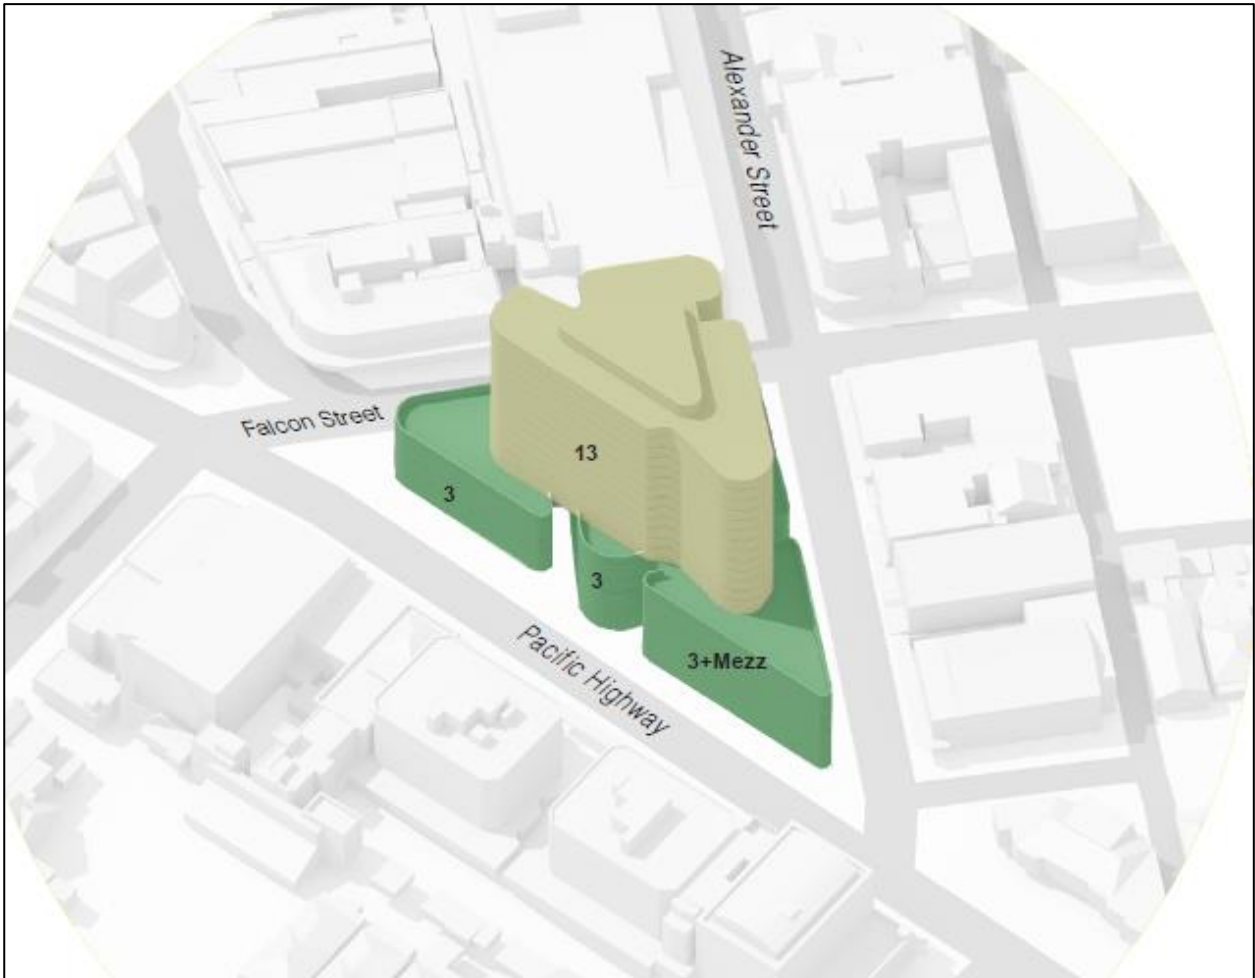 Alexander Street
Falcon Street
13
3
3
Pacific Highway
3+Mezz